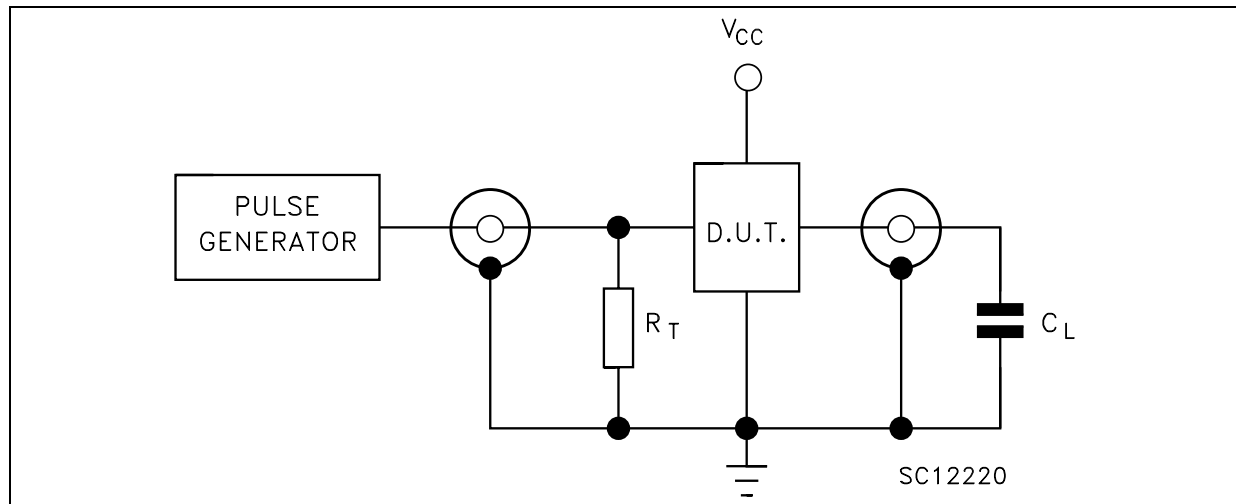 VCC
PULSE
GENERATOR
D.U.T.
RT
CL
SC12220